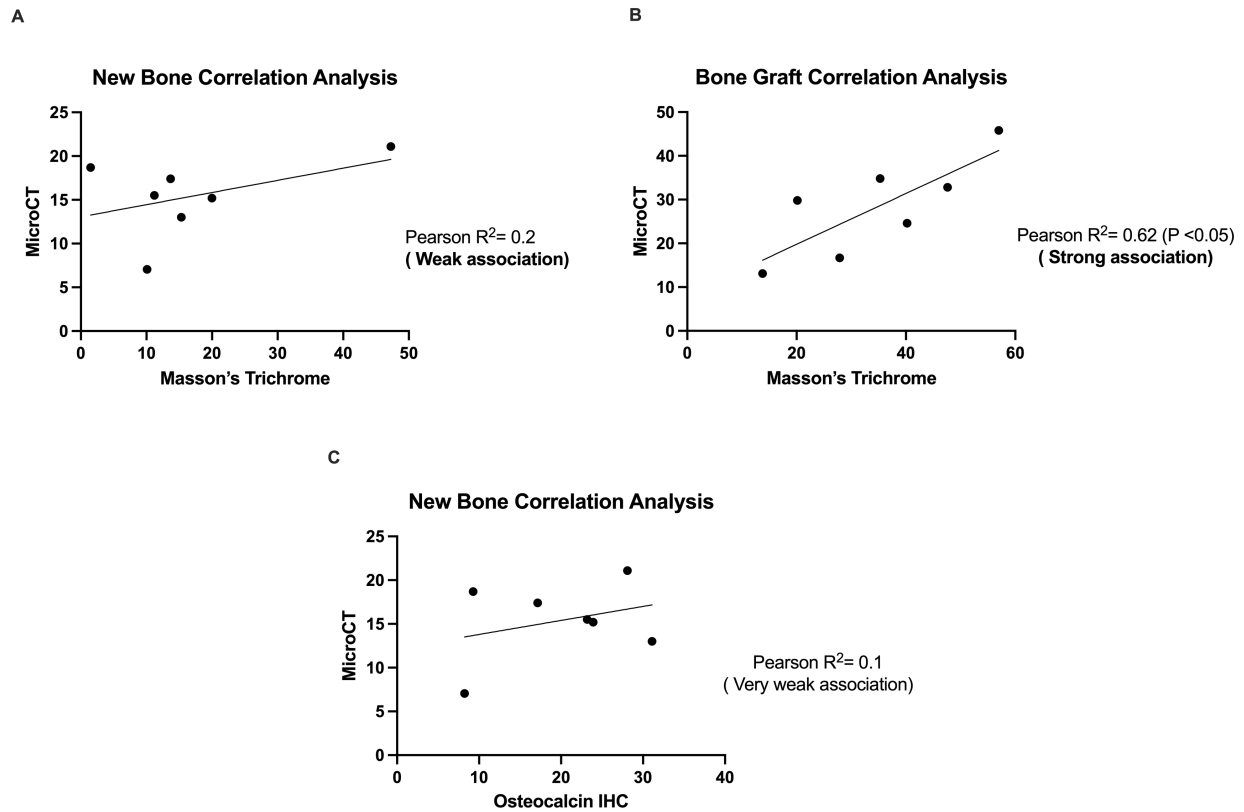 A
New Bone Correlation Analysis
25
20
15
10
5
0
MicroCT
0 10 20 30 40 50
Masson’s Trichrome
Pearson R²= 0.2
( Weak association)
B
Bone Graft Correlation Analysis
50
40
30
20
10
0
MicroCT
0 20 40 60
Masson’s Trichrome
Pearson R²= 0.62 (P <0.05)
( Strong association)
C
New Bone Correlation Analysis
25
20
15
10
5
0
MicroCT
0 10 20 30 40
Osteocalcin IHC
Pearson R²= 0.1
( Very weak association)